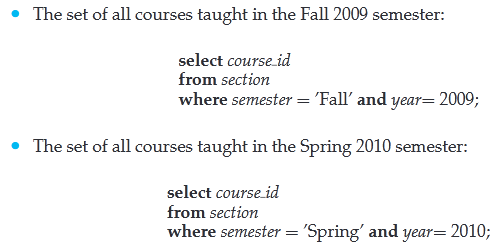 • The set of all courses taught in the Fall 2009 semester:
select course_id
from section
where semester = ’Fall’ and year= 2009;
• The set of all courses taught in the Spring 2010 semester:
select course_id
from section
where semester = ’Spring’ and year= 2010;